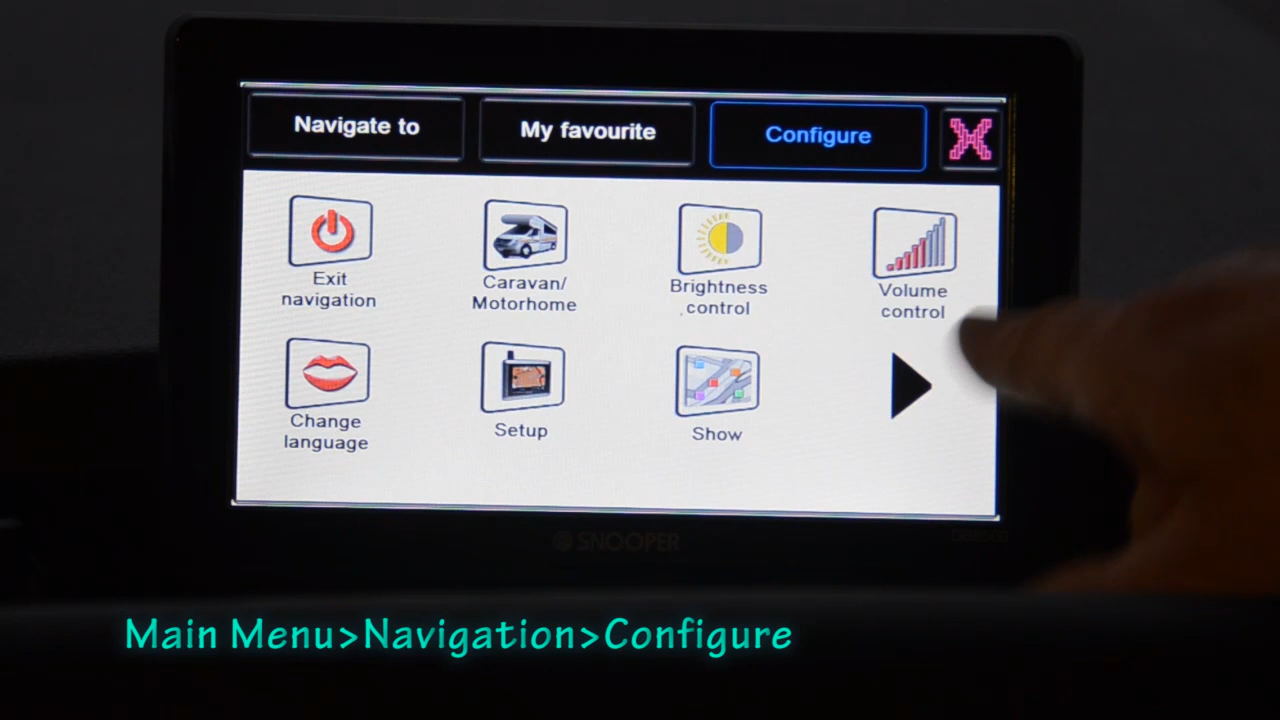 Navigate to
My favourite
Configure
Exit
navigation
Caravan/
Motorhome
Brightness
control
Volume
control
Change
language
Setup
Show
SNOOPER
Main Menu>Navigation>Configure